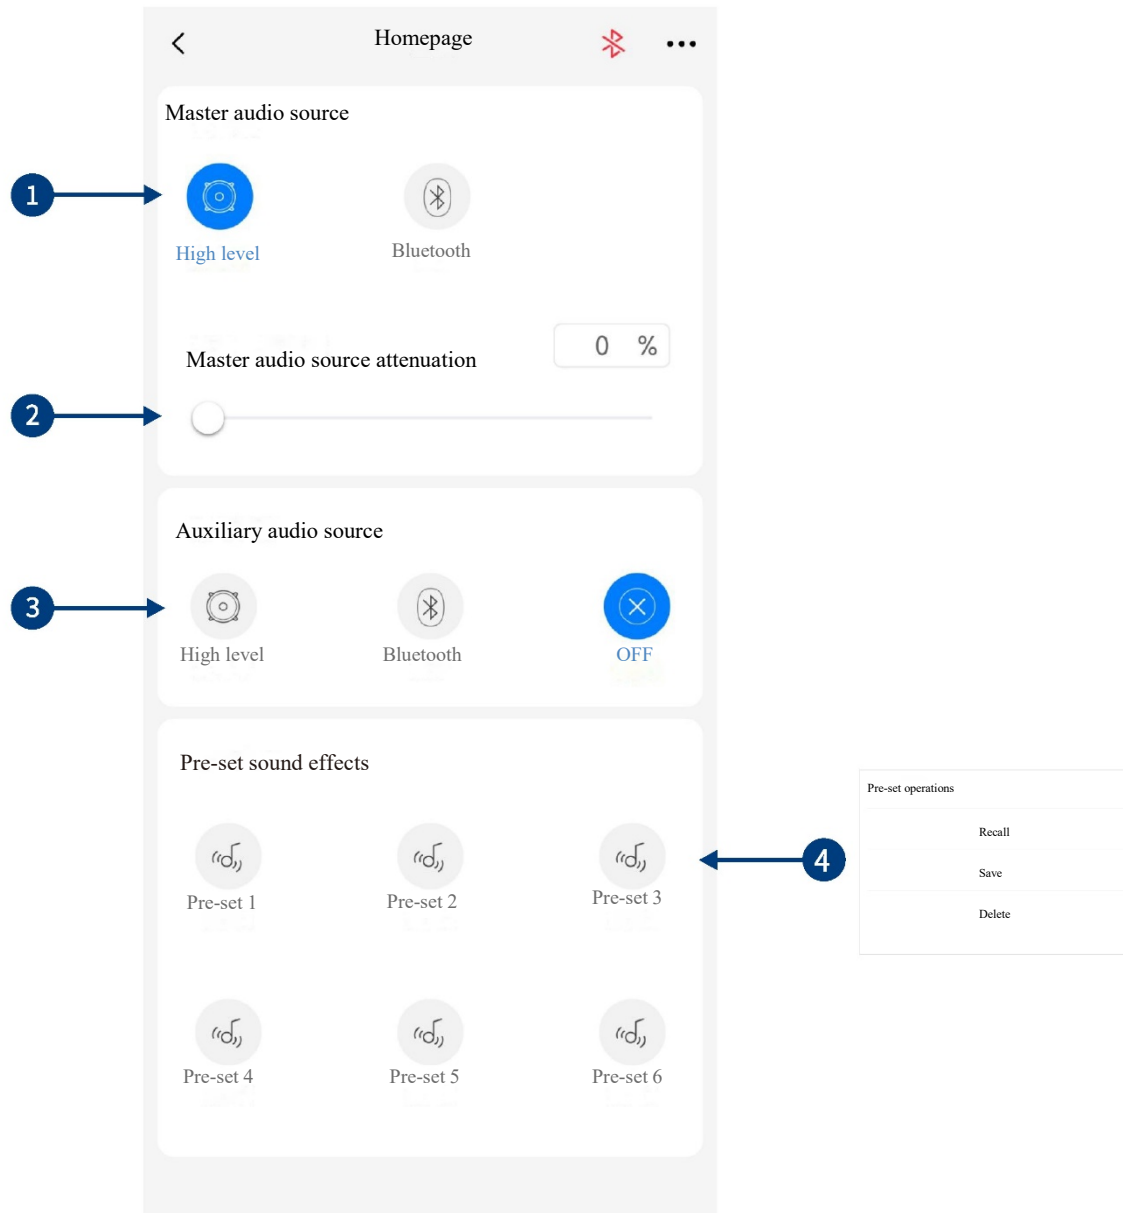 Homepage
Master audio source
1
High level
Bluetooth
0 %
Master audio source attenuation
2
Auxiliary audio source
3
High level
Bluetooth
OFF
Pre-set sound effects
Pre-set operations
Recall
4
Save
Delete
Pre-set 1
Pre-set 2
Pre-set 3
Pre-set 4
Pre-set 5
Pre-set 6